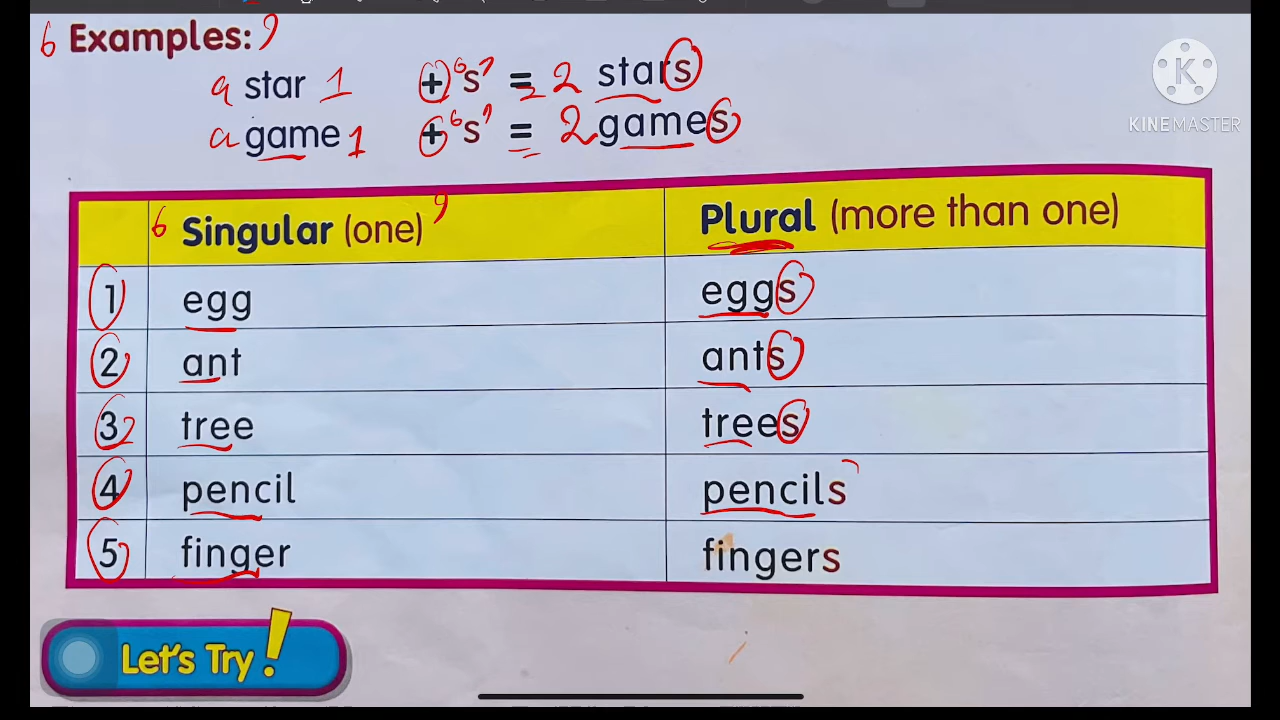 ‘Examples:’
a star 1 + ‘s’ = 2 stars
KINEMASTER
a game 1 + ‘s’ = 2 games
‘Singular (one)’ Plural (more than one)
1 egg eggs
2 ant ants
3 tree trees
4 pencil pencils
5 finger fingers
Let's Try!